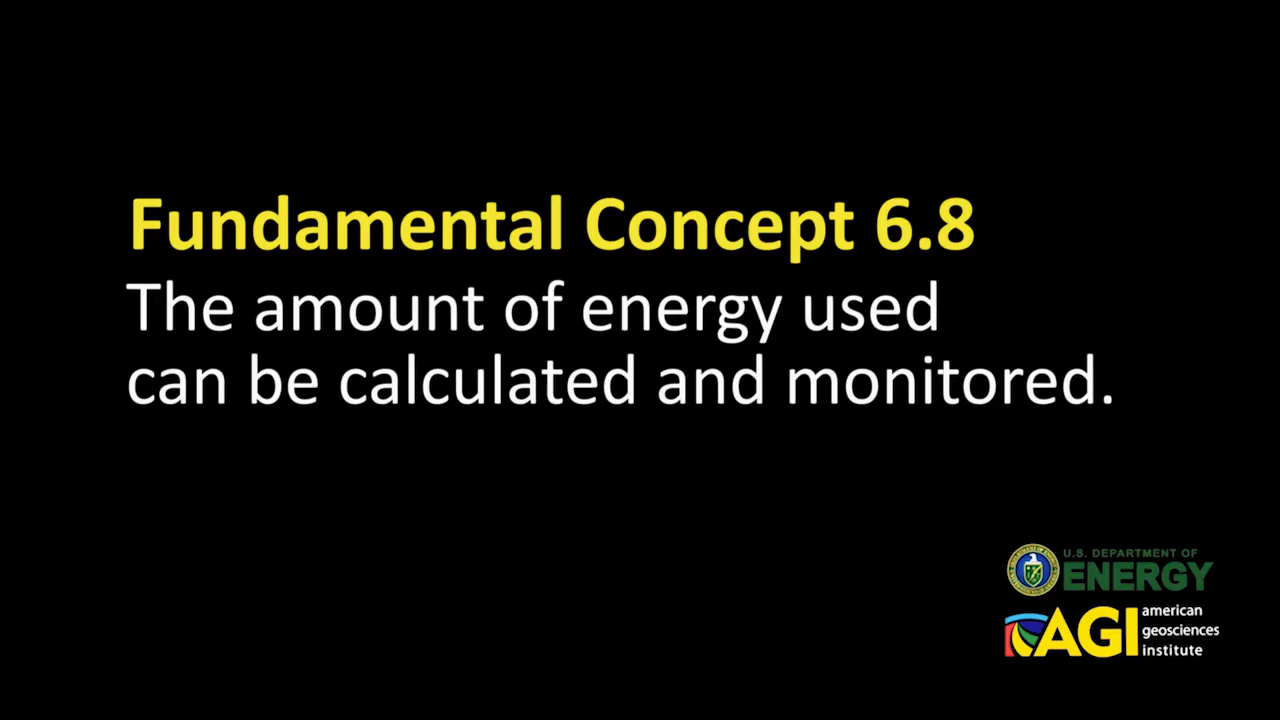 Fundamental Concept 6.8
The amount of energy used
can be calculated and monitored.
U.S. DEPARTMENT OF
ENERGY
AGI
american
geosciences
institute